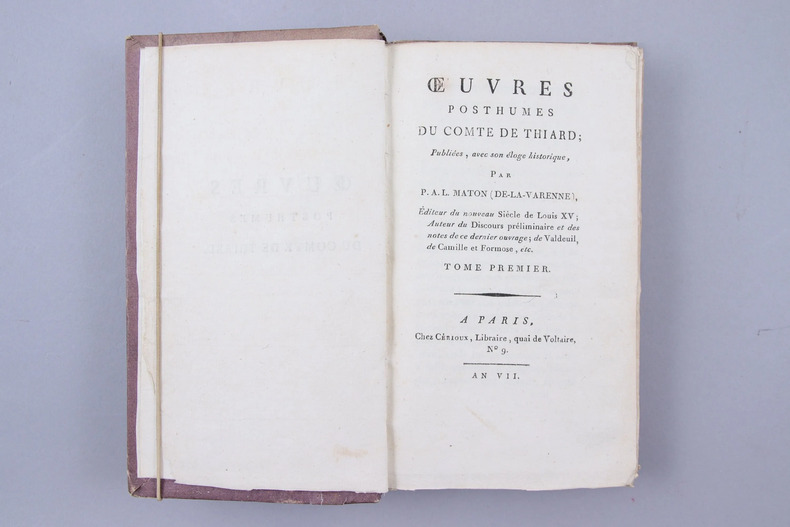 ŒUVRES
POSTHUMES
DU COMTE DE THIARD;
Publiées, avec son éloge historique,
PAR
P. A. L. MATON (DE-LA-VARENNE),
Éditeur du nouveau Siècle de Louis XV;
Auteur du Discours préliminaire et des
notes de ce dernier ouvrage; de Valdeuil,
de Camille et Formose, etc.
TOME PREMIER.
A PARIS,
Chez CÉRIOUX, Libraire, quai de Voltaire,
N.º 9.
AN VII.